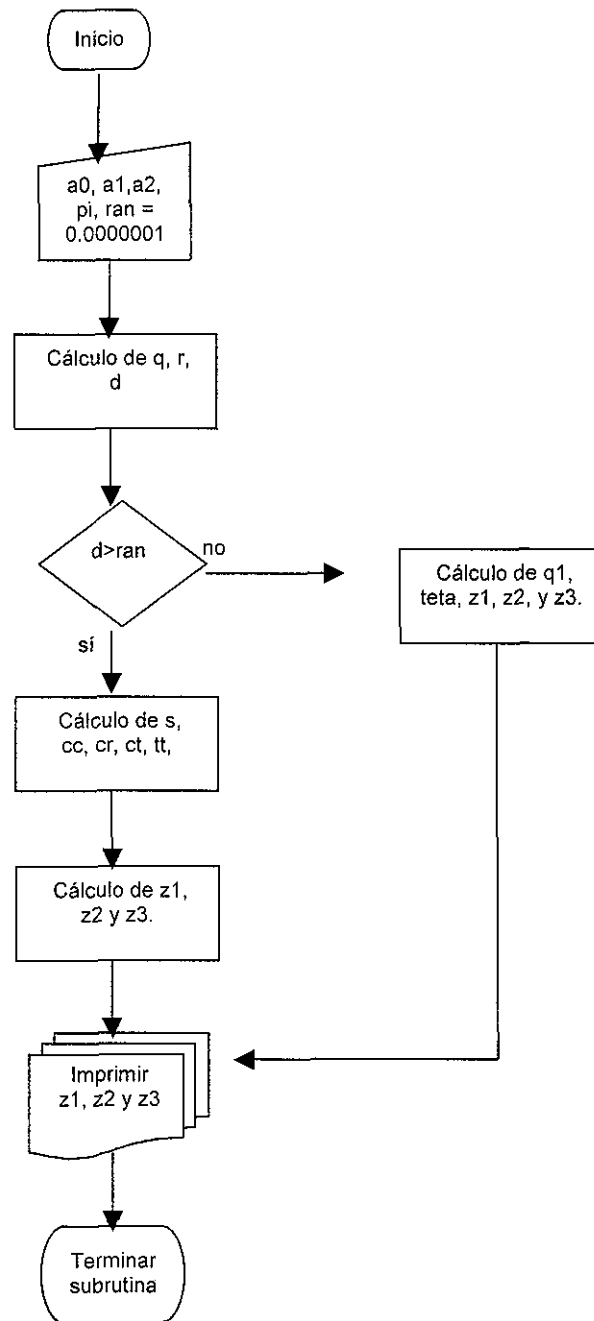 Início
a0, a1,a2,
pi, ran =
0.0000001
Cálculo de q, r,
d
d>ran
no
sí
Cálculo de q1,
teta, z1, z2, y z3.
Cálculo de s,
cc, cr, ct, tt,
Cálculo de z1,
z2 y z3.
Imprimir
z1, z2 y z3
Terminar
subrutina